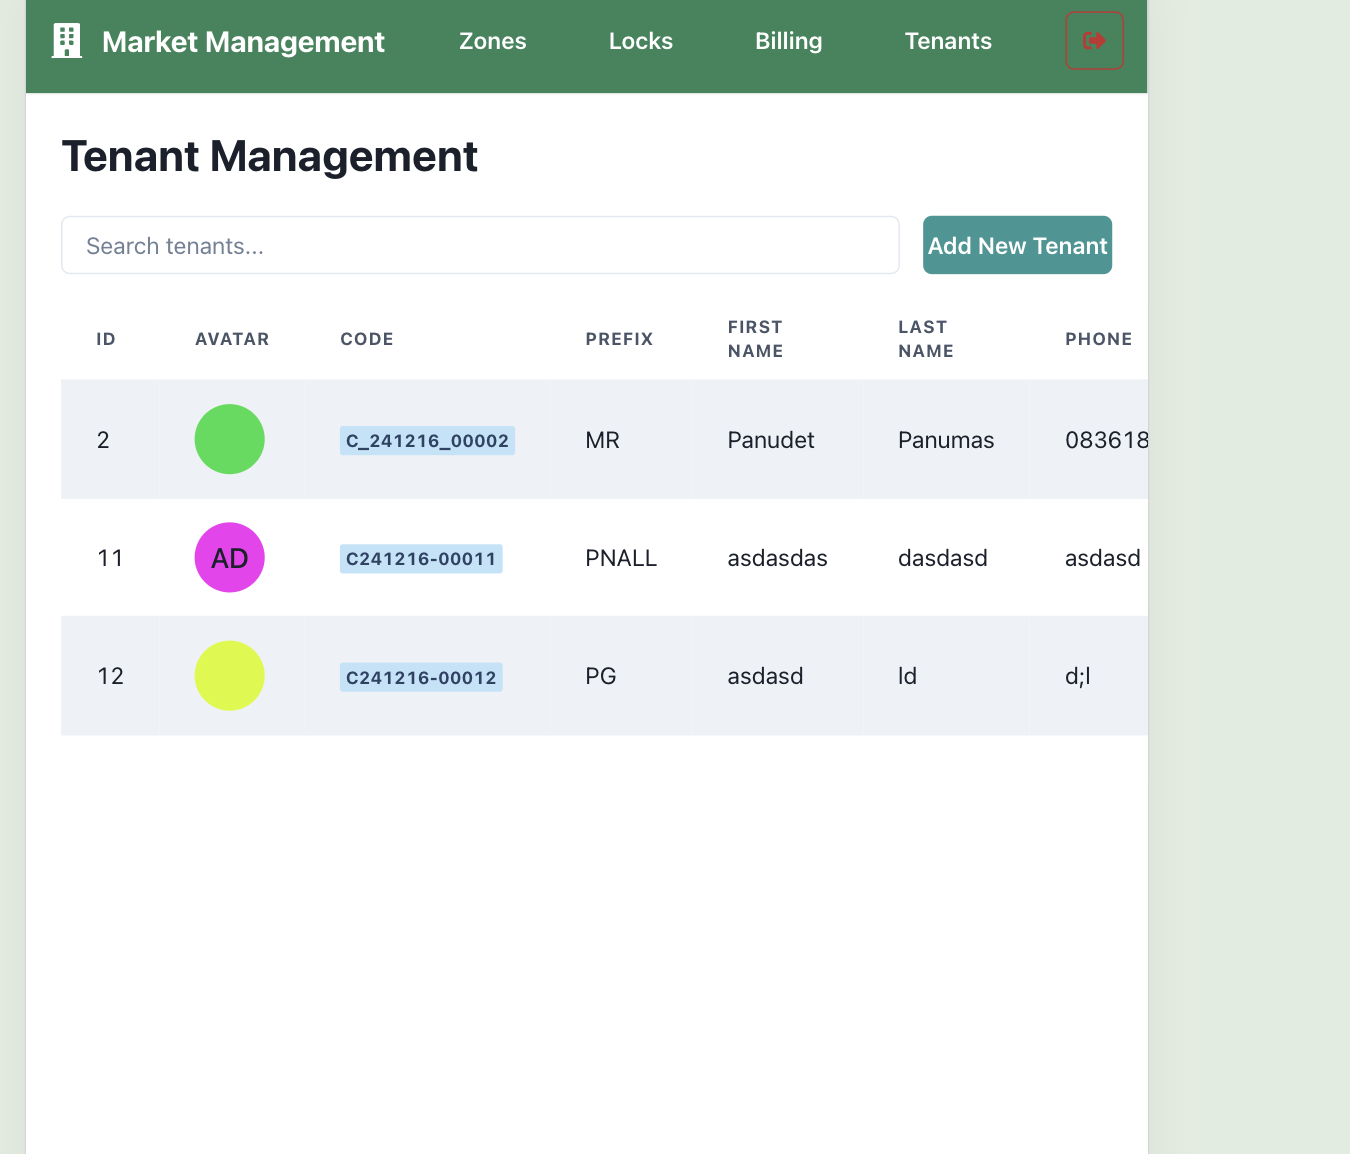 Market Management Zones Locks Billing Tenants
Tenant Management
Search tenants... Add New Tenant
ID AVATAR CODE PREFIX FIRST NAME LAST NAME PHONE
2 C_241216_00002 MR Panudet Panumas 083618
11 AD C241216-00011 PNALL asdasdas dasdasd asdasd
12 C241216-00012 PG asdasd ld d;l